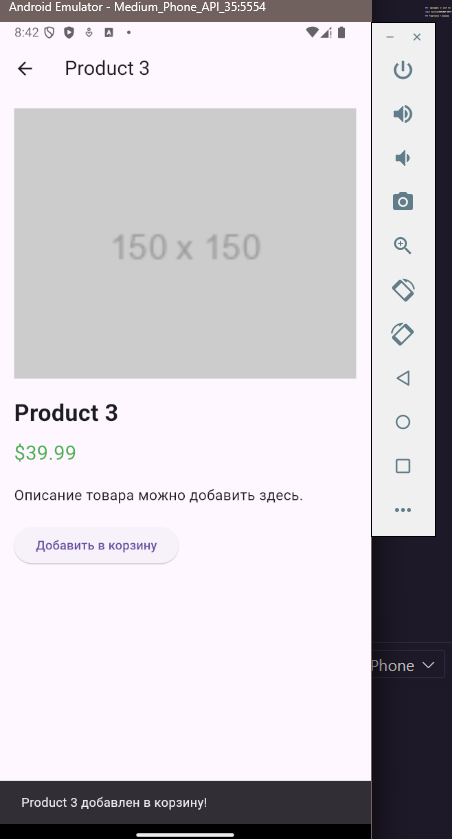 Android Emulator - Medium_Phone_API_35:5554
8:42
Product 3
150 x 150
Product 3
$39.99
Описание товара можно добавить здесь.
Добавить в корзину
Phone
Product 3 добавлен в корзину!